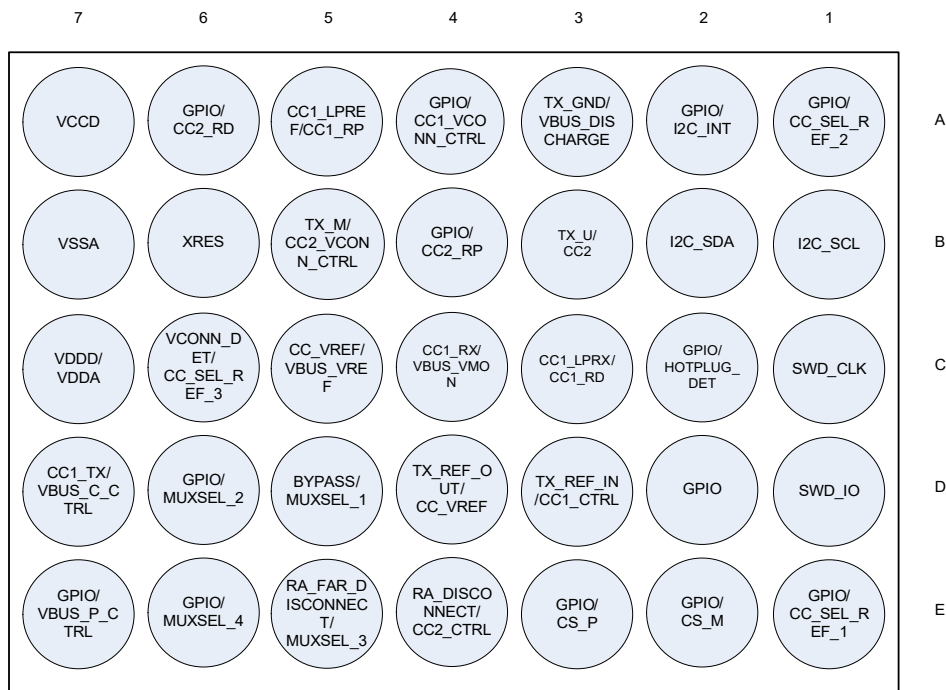 7 6 5 4 3 2 1
VCCD
GPIO/
CC2_RD
CC1_LPRE
F/CC1_RP
GPIO/
CC1_VCO
NN_CTRL
TX_GND/
VBUS_DIS
CHARGE
GPIO/
I2C_INT
GPIO/
CC_SEL_R
EF_2
A
VSSA
XRES
TX_M/
CC2_VCON
N_CTRL
GPIO/
CC2_RP
TX_U/
CC2
I2C_SDA
I2C_SCL
B
VDDD/
VDDA
VCONN_D
ET/
CC_SEL_R
EF_3
CC_VREF/
VBUS_VRE
F
CC1_RX/
VBUS_VMO
N
CC1_LPRX/
CC1_RD
GPIO/
HOTPLUG_
DET
SWD_CLK
C
CC1_TX/
VBUS_C_C
TRL
GPIO/
MUXSEL_2
BYPASS/
MUXSEL_1
TX_REF_O
UT/
CC_VREF
TX_REF_IN
/CC1_CTRL
GPIO
SWD_IO
D
GPIO/
VBUS_P_C
TRL
GPIO/
MUXSEL_4
RA_FAR_D
ISCONNEC
T/
MUXSEL_3
RA_DISCO
NNECT/
CC2_CTRL
GPIO/
CS_P
GPIO/
CS_M
GPIO/
CC_SEL_R
EF_1
E